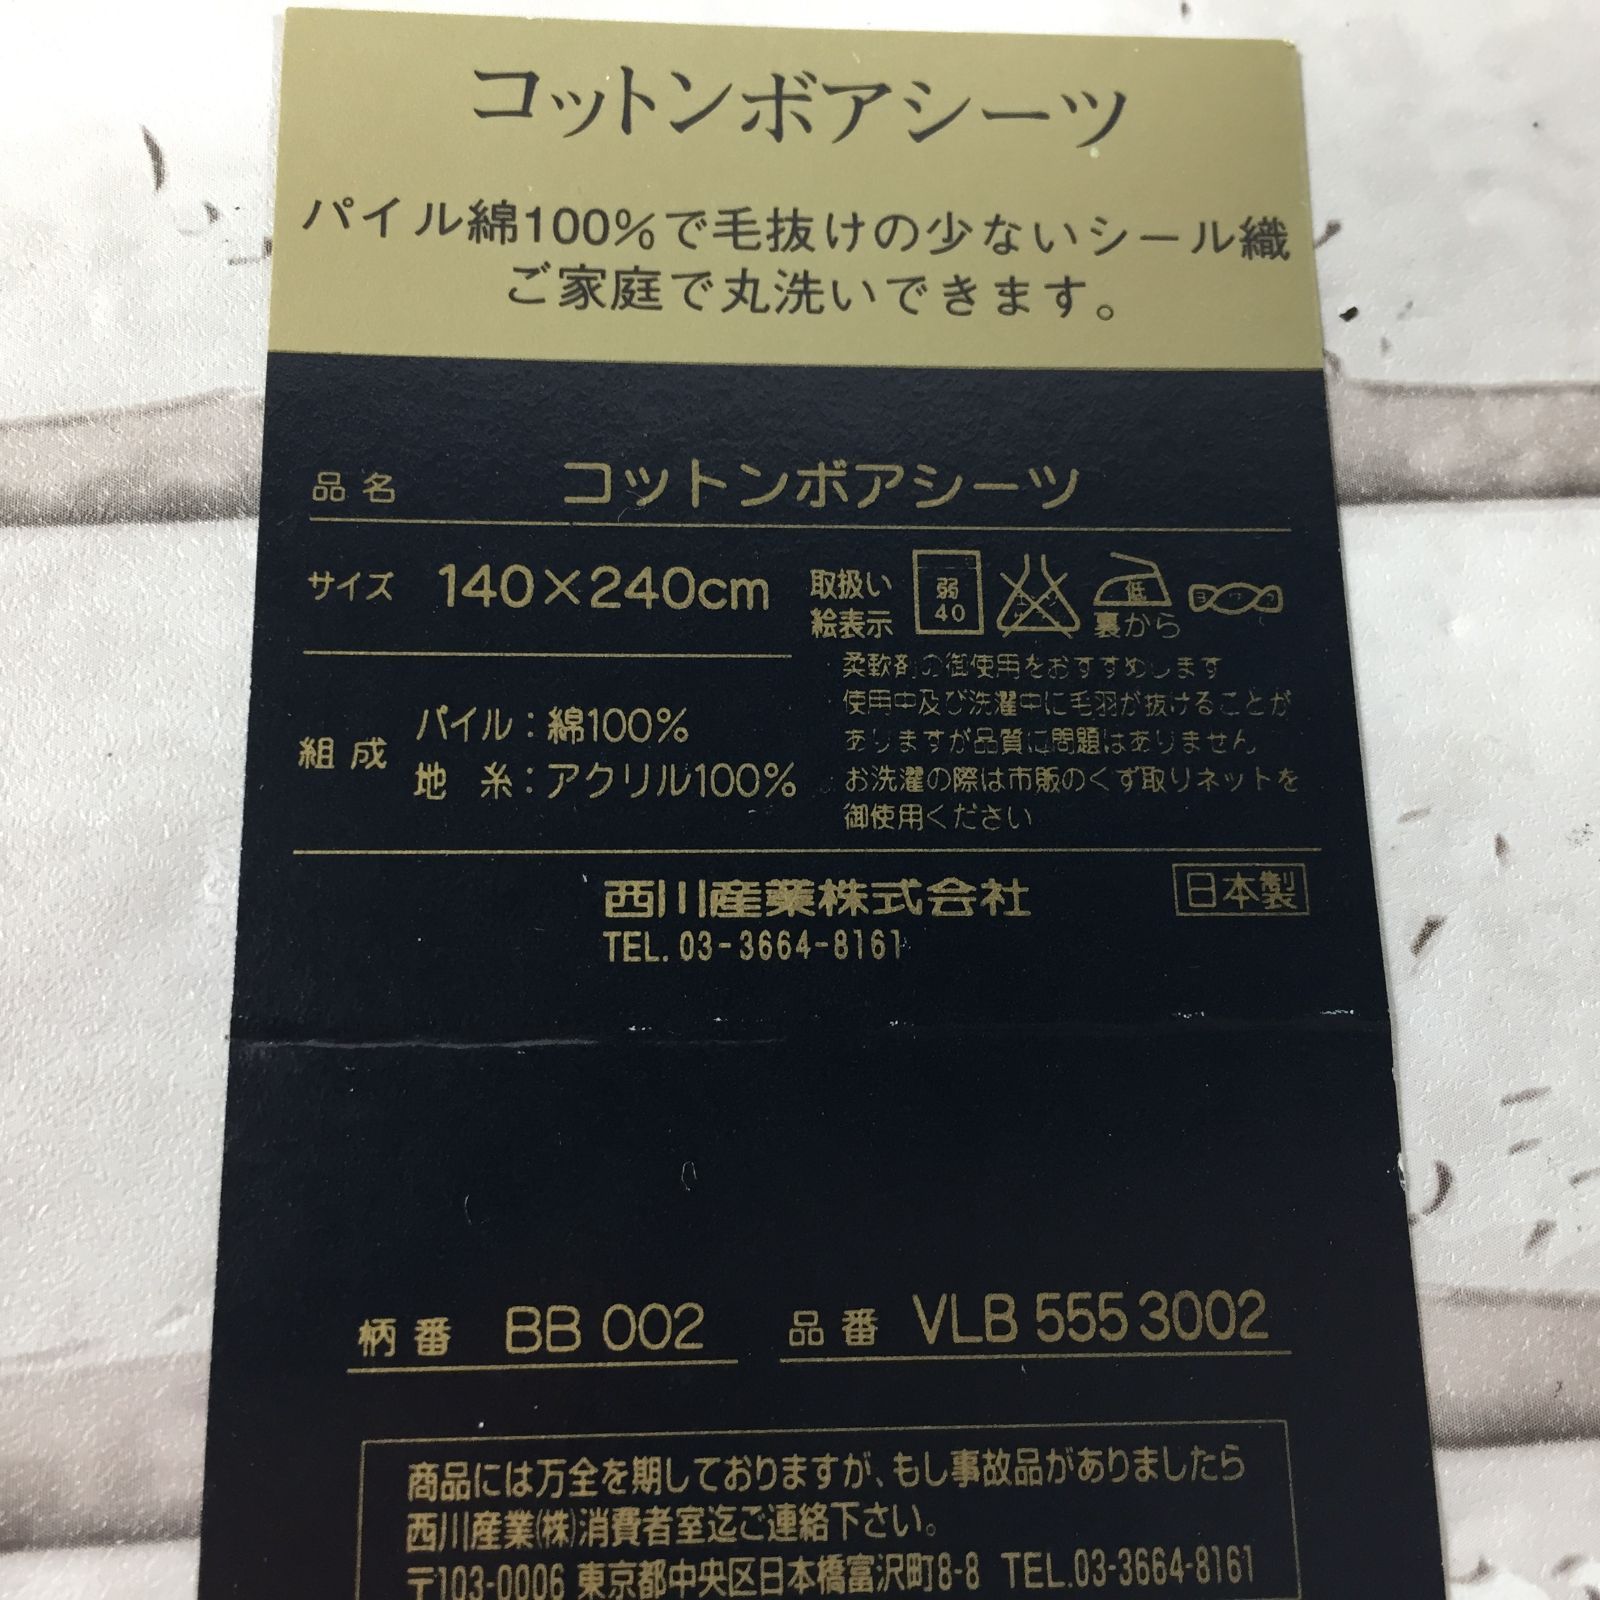 コットンボアシーツ
パイル綿100%で毛抜けの少ないシール織
ご家庭で丸洗いできます。
品名 コットンボアシーツ
サイズ 140×240cm
取扱い
絵表示
弱
40
低
裏から
ヨワク
柔軟剤の御使用をおすすめします
使用中及び洗濯中に毛羽が抜けることが
ありますが品質に問題はありません
お洗濯の際は市販のくず取りネットを
御使用ください
組成
パイル:綿100%
地糸:アクリル100%
西川産業株式会社
TEL.03-3664-8161
日本製
柄番 BB 002 品番 VLB 555 3002
商品には万全を期しておりますが、もし事故品がありましたら
西川産業(株)消費者室迄ご連絡下さい。
〒103-0006 東京都中央区日本橋富沢町8-8 TEL.03-3664-8161